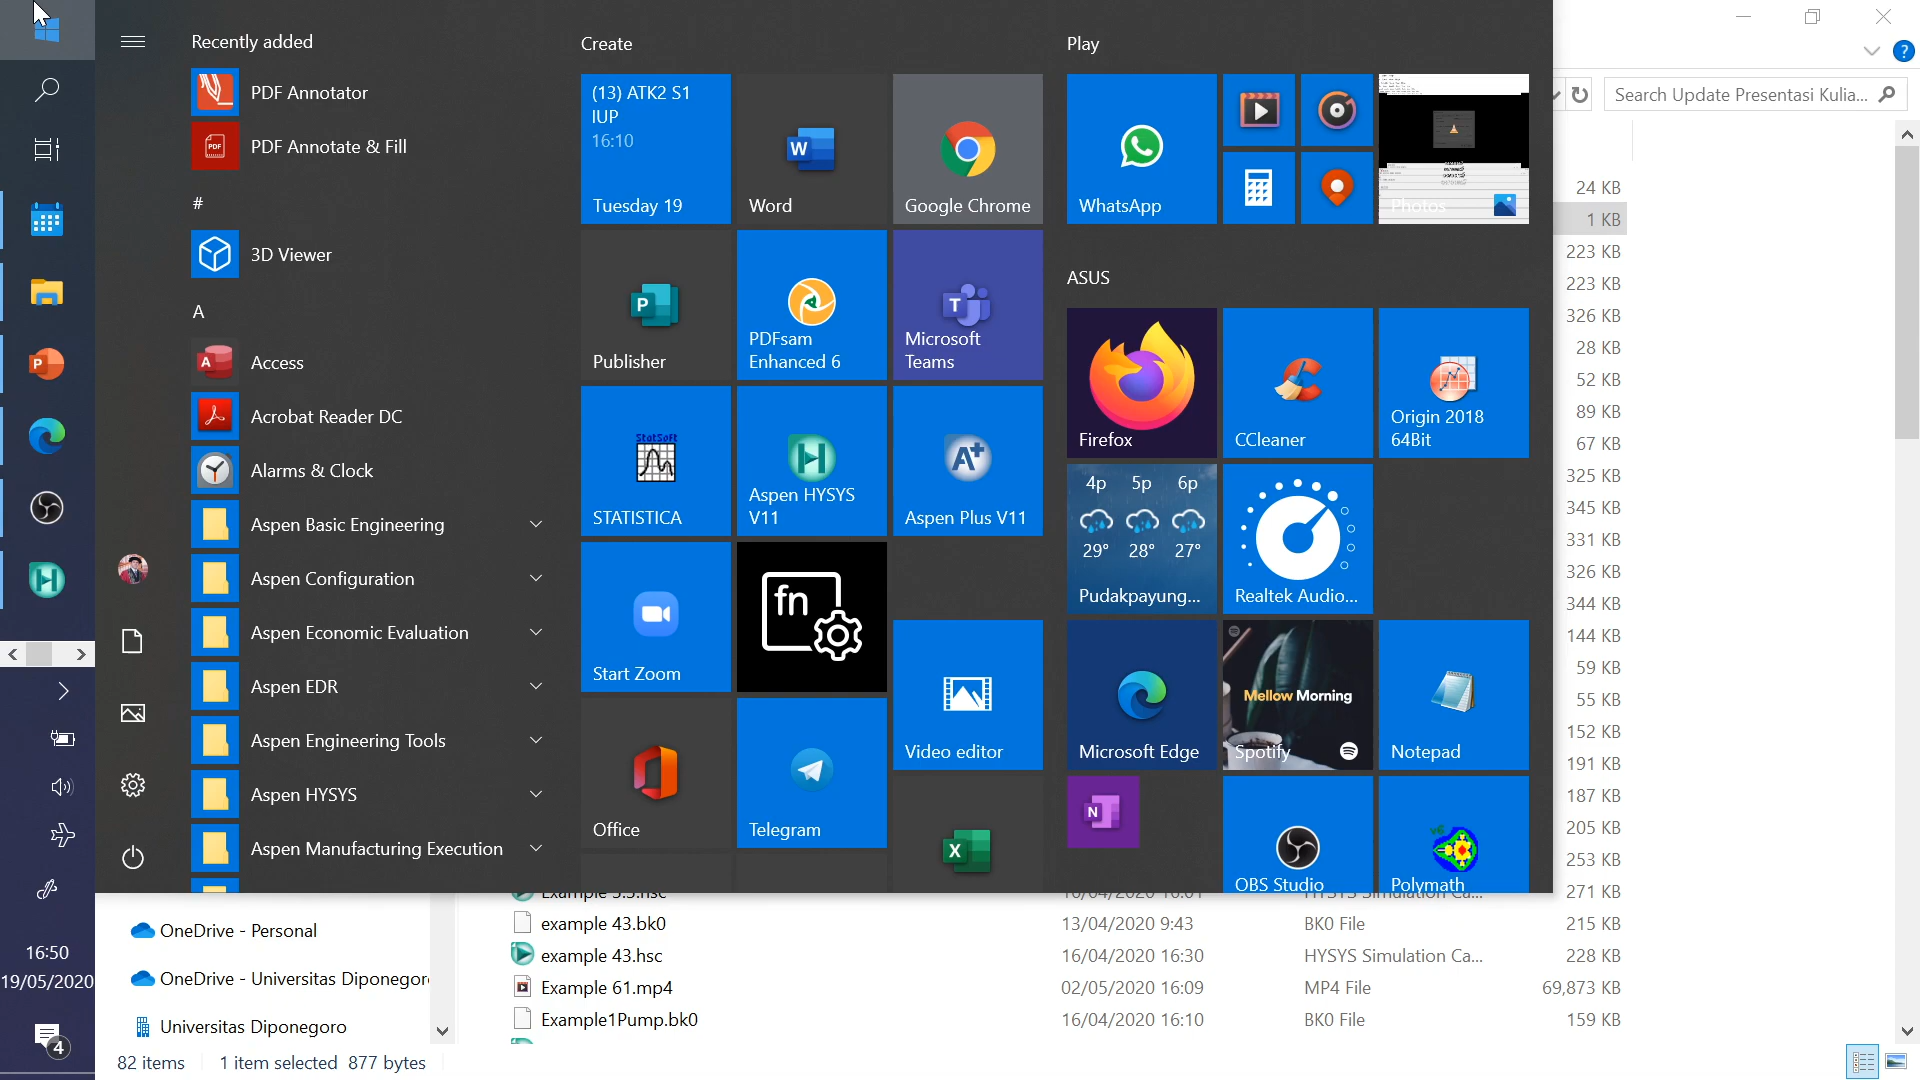 Recently added
PDF Annotator
PDF
PDF Annotate & Fill
#
3D Viewer
A
Access
Acrobat Reader DC
Alarms & Clock
Aspen Basic Engineering
Aspen Configuration
Aspen Economic Evaluation
Aspen EDR
Aspen Engineering Tools
Aspen HYSYS
Aspen Manufacturing Execution
Create
(13) ATK2 S1
IUP
16:10
Tuesday 19
Word
Google Chrome
Publisher
PDFsam
Enhanced 6
Microsoft
Teams
StatSoft
STATISTICA
Aspen HYSYS
V11
Aspen Plus V11
Start Zoom
fn
Video editor
Office
Telegram
Play
WhatsApp
Photos
ASUS
Firefox
CCleaner
Origin 2018
64Bit
4p 5p 6p
29° 28° 27°
Pudakpayung...
Realtek Audio...
Microsoft Edge
Mellow Morning
Spotify
Notepad
OBS Studio
Polymath
Search Update Presentasi Kulia...
24 KB
1 KB
223 KB
223 KB
326 KB
28 KB
52 KB
89 KB
67 KB
325 KB
345 KB
331 KB
326 KB
344 KB
144 KB
59 KB
55 KB
152 KB
191 KB
187 KB
205 KB
253 KB
271 KB
example 43.bk0 13/04/2020 9:43 BK0 File 215 KB
example 43.hsc 16/04/2020 16:30 HYSYS Simulation Ca... 228 KB
Example 61.mp4 02/05/2020 16:09 MP4 File 69,873 KB
Example1Pump.bk0 16/04/2020 16:10 BK0 File 159 KB
OneDrive - Personal
OneDrive - Universitas Diponegor
Universitas Diponegoro
16:50
19/05/2020
4
82 items 1 item selected 877 bytes